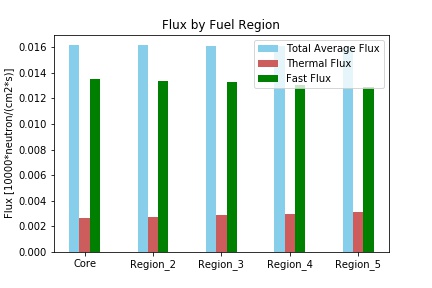 Flux by Fuel Region
Flux [10000*neutron/(cm2*s)]
0.016
0.014
0.012
0.010
0.008
0.006
0.004
0.002
0.000
Total Average Flux
Thermal Flux
Fast Flux
Core Region_2 Region_3 Region_4 Region_5